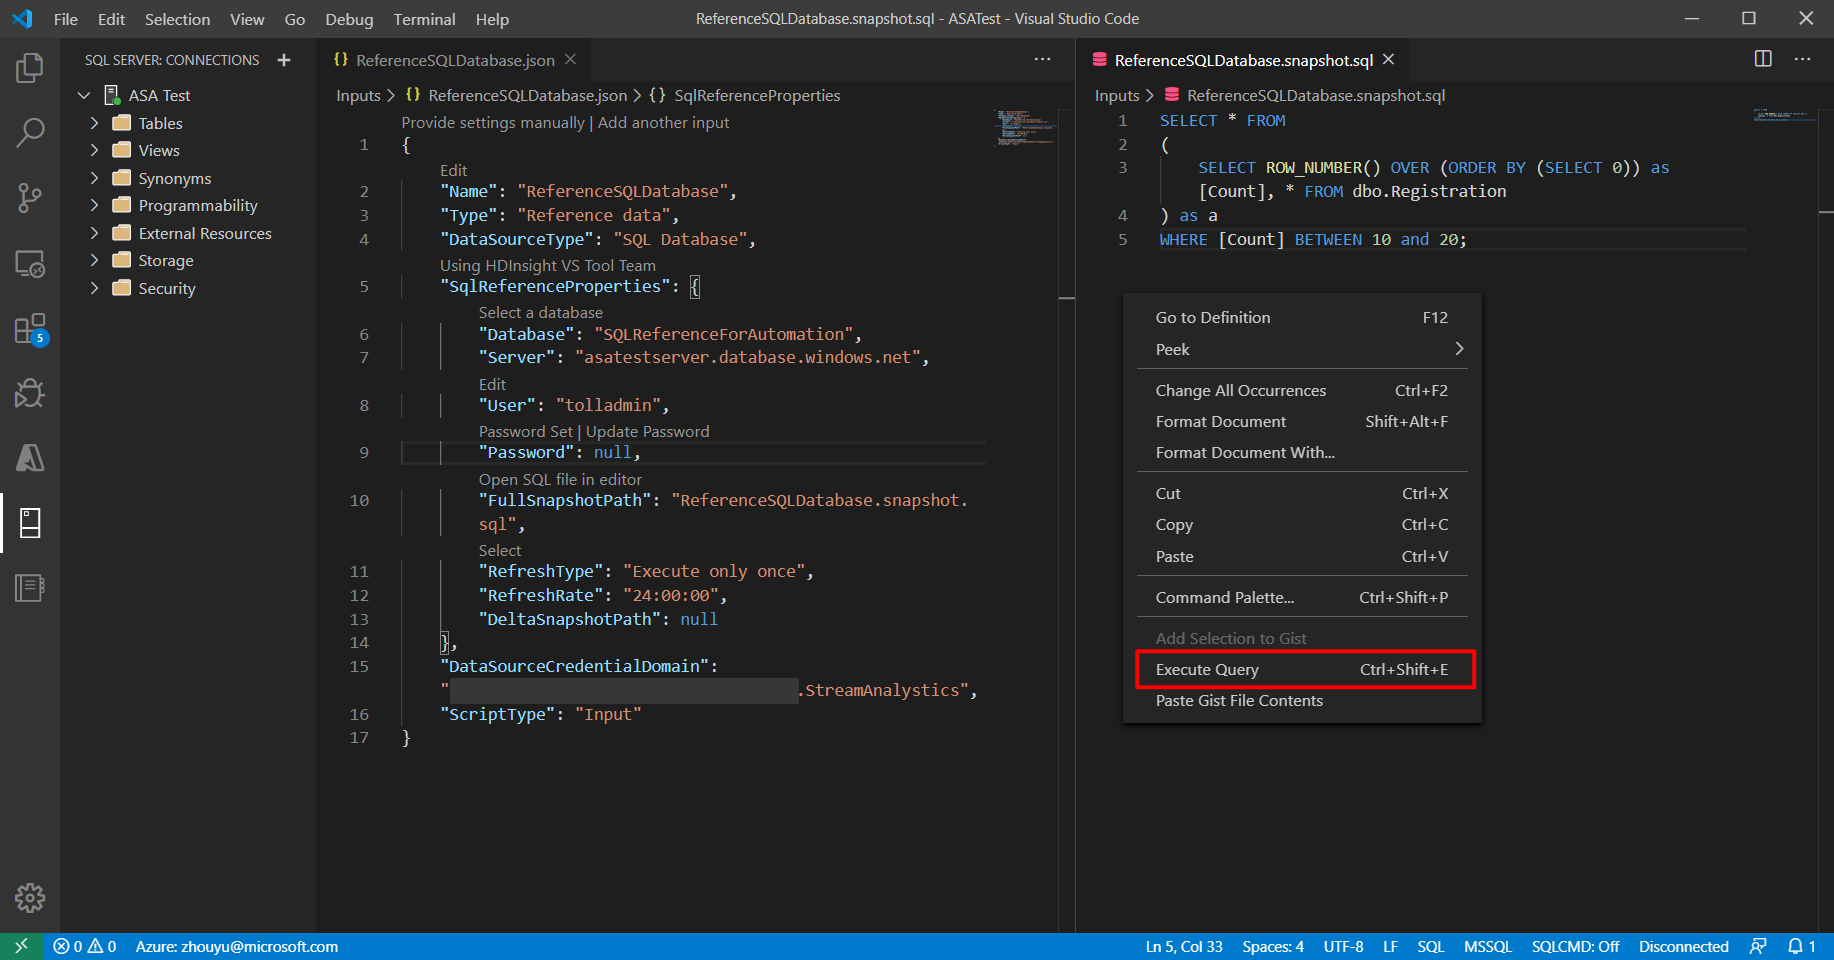 File Edit Selection View Go Debug Terminal Help
ReferenceSQLDatabase.snapshot.sql - ASATest - Visual Studio Code
SQL SERVER: CONNECTIONS
ASA Test
Tables
Views
Synonyms
Programmability
External Resources
Storage
Security
5
{} ReferenceSQLDatabase.json
Inputs > {} ReferenceSQLDatabase.json > {} SqlReferenceProperties
Provide settings manually | Add another input
1 {
Edit
2 "Name": "ReferenceSQLDatabase",
3 "Type": "Reference data",
4 "DataSourceType": "SQL Database",
Using HDInsight VS Tool Team
5 "SqlReferenceProperties": {
Select a database
6 "Database": "SQLReferenceForAutomation",
7 "Server": "asatestserver.database.windows.net",
Edit
8 "User": "tolladmin",
Password Set | Update Password
9 "Password": null,
Open SQL file in editor
10 "FullSnapshotPath": "ReferenceSQLDatabase.snapshot.
sql",
Select
11 "RefreshType": "Execute only once",
12 "RefreshRate": "24:00:00",
13 "DeltaSnapshotPath": null
14 },
15 "DataSourceCredentialDomain":
" .StreamAnalystics",
16 "ScriptType": "Input"
17 }
ReferenceSQLDatabase.snapshot.sql
Inputs > ReferenceSQLDatabase.snapshot.sql
1 SELECT * FROM
2 (
3 SELECT ROW_NUMBER() OVER (ORDER BY (SELECT 0)) as
[Count], * FROM dbo.Registration
4 ) as a
5 WHERE [Count] BETWEEN 10 and 20;
Go to Definition F12
Peek
Change All Occurrences Ctrl+F2
Format Document Shift+Alt+F
Format Document With...
Cut Ctrl+X
Copy Ctrl+C
Paste Ctrl+V
Command Palette... Ctrl+Shift+P
Add Selection to Gist
Execute Query Ctrl+Shift+E
Paste Gist File Contents
0 0 Azure: zhouyu@microsoft.com
Ln 5, Col 33 Spaces: 4 UTF-8 LF SQL MSSQL SQLCMD: Off Disconnected 1